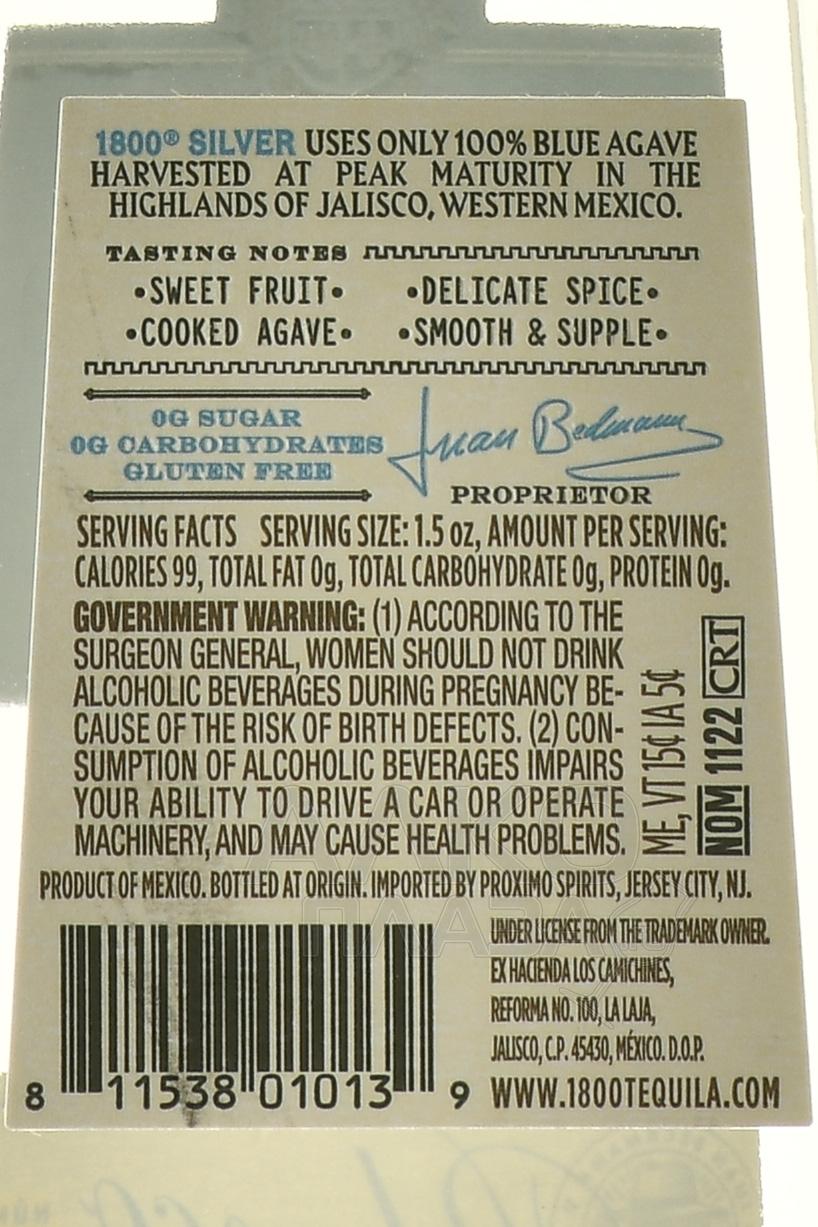 1800® SILVER USES ONLY 100% BLUE AGAVE
HARVESTED AT PEAK MATURITY IN THE
HIGHLANDS OF JALISCO, WESTERN MEXICO.
TASTING NOTES
•SWEET FRUIT• •DELICATE SPICE•
•COOKED AGAVE• •SMOOTH & SUPPLE•
0G SUGAR
0G CARBOHYDRATES
GLUTEN FREE
Juan Beckmann
PROPRIETOR
SERVING FACTS SERVING SIZE: 1.5 oz, AMOUNT PER SERVING:
CALORIES 99, TOTAL FAT 0g, TOTAL CARBOHYDRATE 0g, PROTEIN 0g.
GOVERNMENT WARNING: (1) ACCORDING TO THE
SURGEON GENERAL, WOMEN SHOULD NOT DRINK
ALCOHOLIC BEVERAGES DURING PREGNANCY BE-
CAUSE OF THE RISK OF BIRTH DEFECTS. (2) CON-
SUMPTION OF ALCOHOLIC BEVERAGES IMPAIRS
YOUR ABILITY TO DRIVE A CAR OR OPERATE
MACHINERY, AND MAY CAUSE HEALTH PROBLEMS.
ME, VT 15¢ IA 5¢
NOM 1122 CRT
PRODUCT OF MEXICO. BOTTLED AT ORIGIN. IMPORTED BY PROXIMO SPIRITS, JERSEY CITY, NJ.
UNDER LICENSE FROM THE TRADEMARK OWNER.
EX HACIENDA LOS CAMICHINES,
REFORMA NO. 100, LA LAJA,
JALISCO, C.P. 45430, MÉXICO. D.O.P.
WWW.1800TEQUILA.COM
8 11538 01013 9